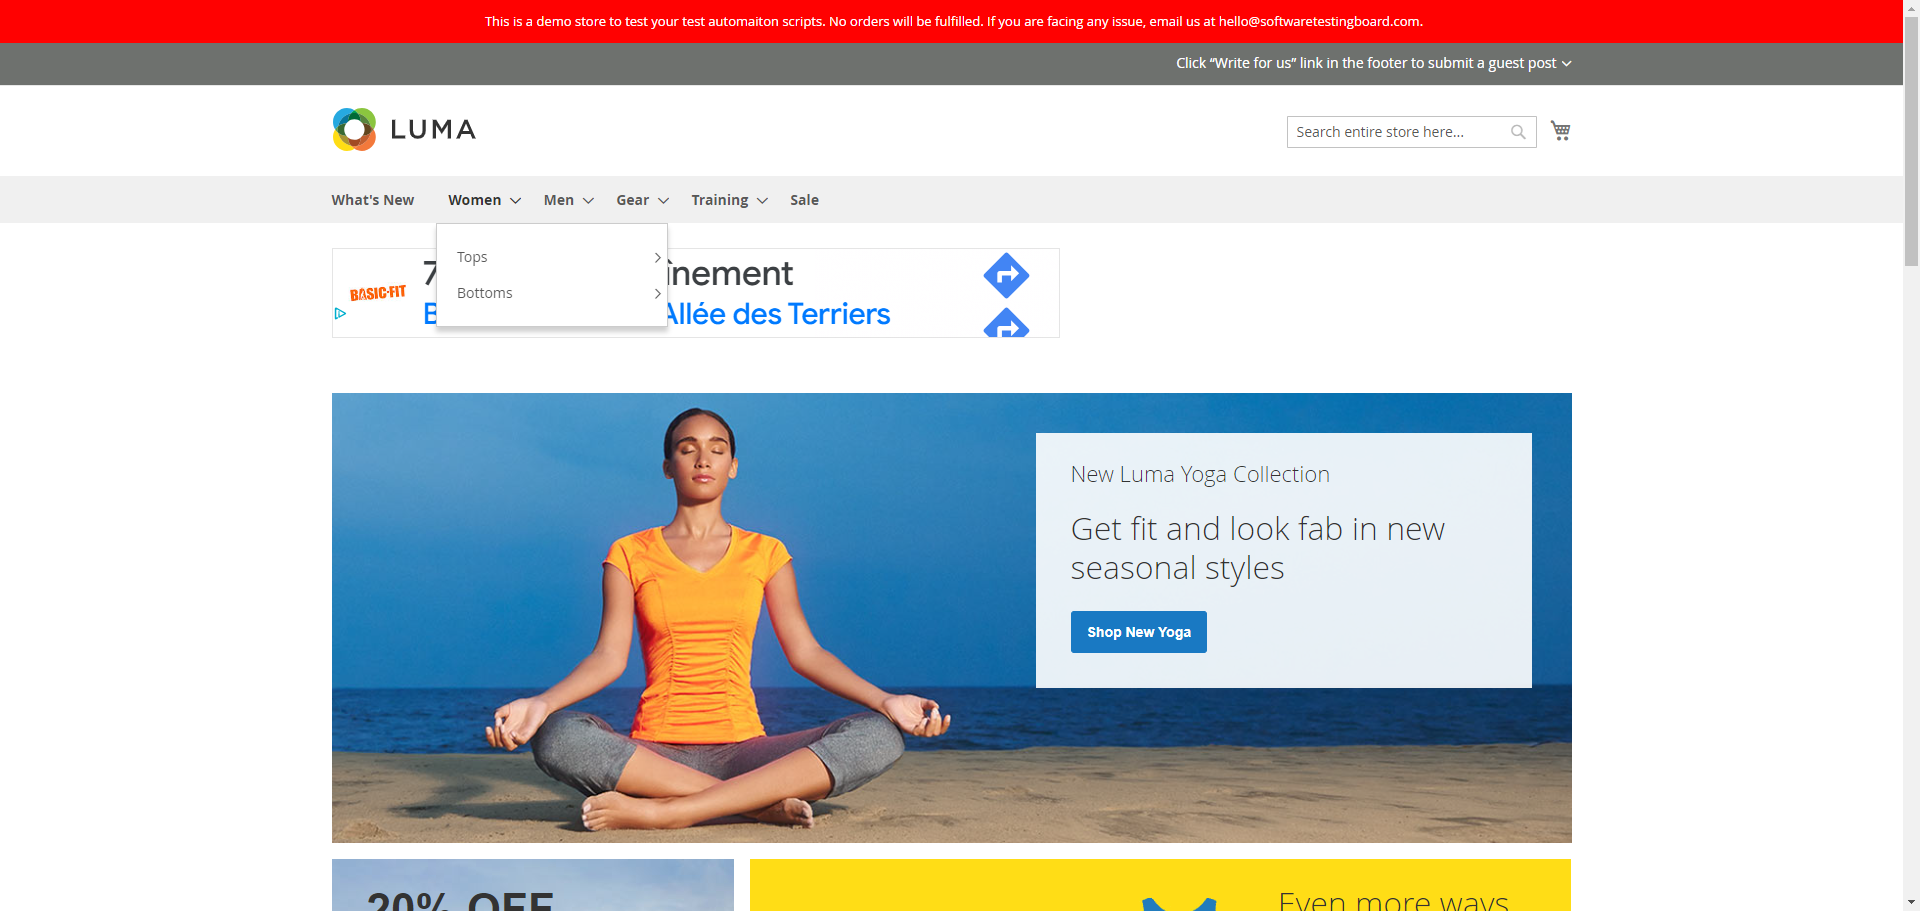 This is a demo store to test your test automaiton scripts. No orders will be fulfilled. If you are facing any issue, email us at hello@softwaretestingboard.com.
Click “Write for us” link in the footer to submit a guest post
LUMA
Search entire store here...
What's New Women Men Gear Training Sale
Tops
Bottoms
BASIC-FIT
Allée des Terriers
New Luma Yoga Collection
Get fit and look fab in new
seasonal styles
Shop New Yoga
20% OFF
Even more ways